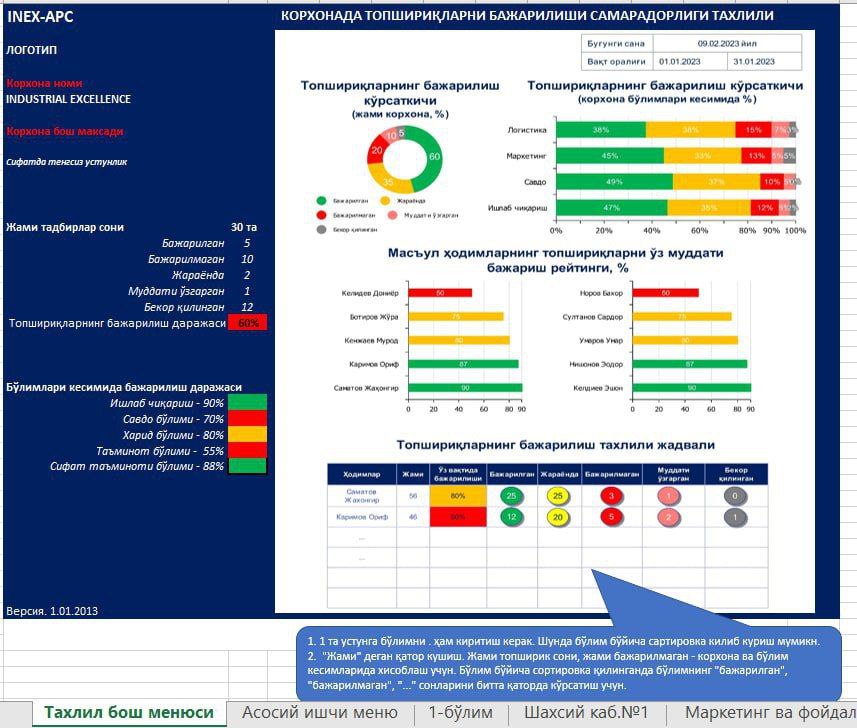 INEX-APC
КОРХОНАДА ТОПШИРИҚЛАРНИ БАЖАРИЛИШИ САМАРАДОРЛИГИ ТАХЛИЛИ
ЛОГОТИП
Корхона номи
INDUSTRIAL EXCELLENCE
Корхона бош максади
Сифатда тенгсиз устунлик
Жами тадбирлар сони 30 та
Бажарилган 5
Бажарилмаган 10
Жараёнда 2
Муддати ўзгарган 1
Бекор қилинган 12
Топшириқларнинг бажарилиш даражаси 60%
Бўлимлари кесимида бажарилиш даражаси
Ишлаб чиқариш - 90%
Савдо бўлими - 70%
Харид бўлими - 80%
Таъминот бўлими - 55%
Сифат таъминоти бўлими - 88%
Версия. 1.01.2013
Бугунги сана 09.02.2023 йил
Вақт оралиғи 01.01.2023 31.01.2023
Топшириқларнинг бажарилиш
кўрсаткичи
(жами корхона, %)
60
35
20
10
5
Бажарилган Жараёнда
Бажарилмаган Муддати ўзгарган
Бекор қилинган
Топшириқларнинг бажарилиш кўрсаткичи
(корхона бўлимлари кесимида %)
Логистика 38% 38% 15% 7% 3%
Маркетинг 45% 33% 13% 5% 5%
Савдо 49% 37% 10%
Ишлаб чиқариш 47% 35% 12%
0% 20% 40% 60% 80% 90% 100%
Масъул ҳодимларнинг топшириқларни ўз муддати
бажариш рейтинги, %
Келидев Дониёр 50
Ботиров Жўра 75
Кенжаев Мурод 80
Каримов Ориф 87
Саматов Жаҳонгир 90
0 20 40 60 80 90
Норов Бахор 50
Султанов Сардор 75
Умаров Умар 80
Нишонов Эодор 87
Келдиев Эшон 90
0 20 40 60 80 90
Топшириқларнинг бажарилиш тахлили жадвали
Ҳодимлар Жами Ўз вақтида бажарилиши Бажарилган Жараёнда Бажарилмаган Муддати ўзгарган Бекор қилинган
Саматов Жахонгир 56 80% 25 25 3 1 0
Каримов Ориф 46 50% 12 20 5 2 1
...
...
1. 1 та устунга бўлимни . ҳам киритиш керак. Шунда бўлим бўйича сартировка килиб куриш муминк.
2. "Жами" деган қатор кушиш. Жами топширик сони, жами бажарилмаган - корхона ва бўлим
кесимларида хисоблаш учун. Бўлим бўйича сортировка қилинганда бўлимнинг "бажарилган",
"бажарилмаган", "..." сонларини битта қаторда кўрсатиш учун.
Тахлил бош менюси Асосий ишчи меню 1-бўлим Шахсий каб.№1 Маркетинг ва фойдал